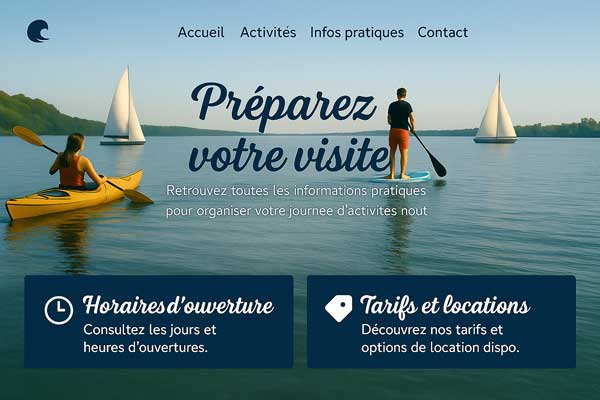 Accueil Activités Infos pratiques Contact
Préparez
votre visite
Retrouvez toutes les informations pratiques
pour organiser votre journee d'activites nout
Horaires d'ouverture
Consultez les jours et
heures d'ouvertures.
Tarifs et locations
Découvrez nos tarifs et
options de location dispo.